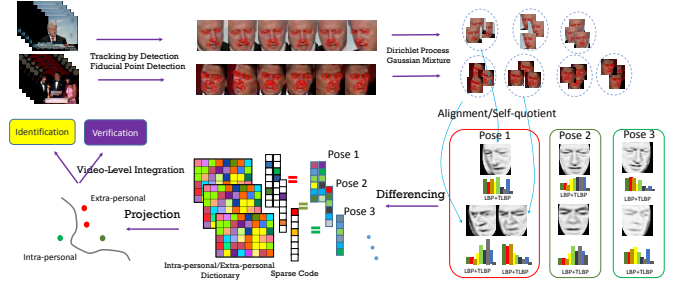 Tracking by Detection
Fiducial Point Detection
Dirichlet Process
Gaussian Mixture
Alignment/Self-quotient
Identification
Verification
Video-Level Integration
Pose 1
Pose 2
Pose 3
Differencing
Pose 1
Pose 2
Pose 3
LBP+TLBP
LBP+TLBP
LBP+TLBP
Extra-personal
Projection
Intra-personal
Intra-personal/Extra-personal
Dictionary
Sparse Code
LBP+TLBP
LBP+TLBP
LBP+TLBP
LBP+TLBP